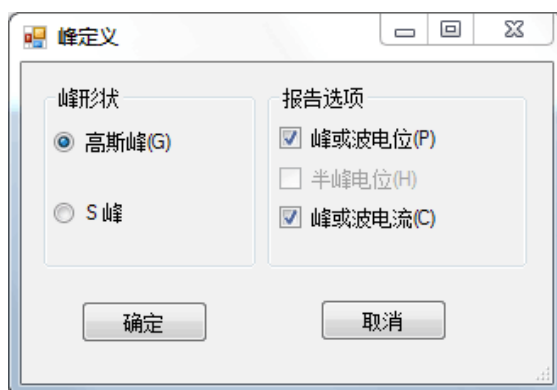 峰定义
峰形状
高斯峰(G)
S 峰
报告选项
峰或波电位(P)
半峰电位(H)
峰或波电流(C)
确定
取消